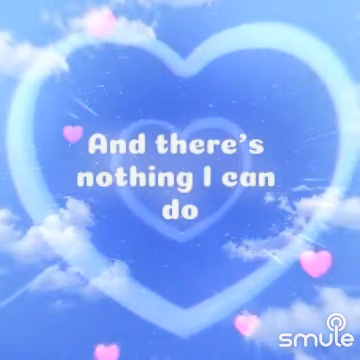 And there's
nothing I can
do
smule